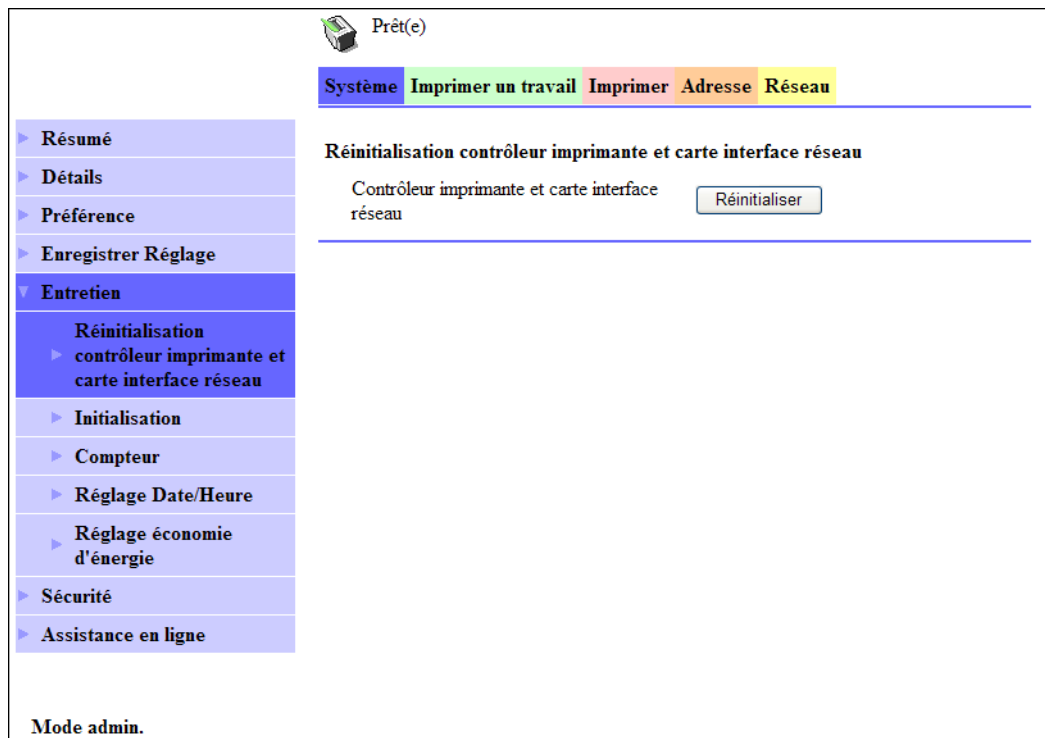 Prêt(e)
Système Imprimer un travail Imprimer Adresse Réseau
Résumé
Détails
Préférence
Enregistrer Réglage
Entretien
Réinitialisation
contrôleur imprimante et
carte interface réseau
Initialisation
Compteur
Réglage Date/Heure
Réglage économie
d'énergie
Sécurité
Assistance en ligne
Mode admin.
Réinitialisation contrôleur imprimante et carte interface réseau
Contrôleur imprimante et carte interface
réseau
Réinitialiser